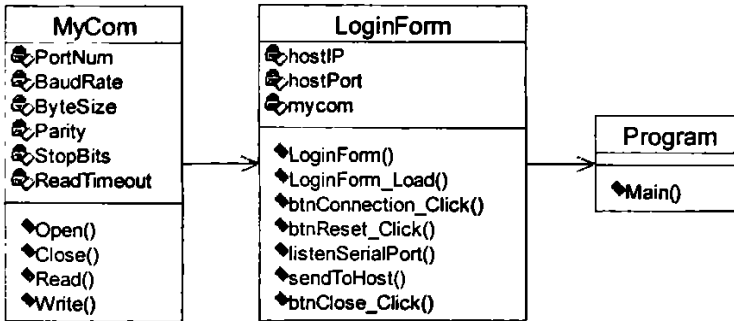 MyCom
PortNum
BaudRate
ByteSize
Parity
StopBits
ReadTimeout
Open()
Close()
Read()
Write()
LoginForm
hostIP
hostPort
mycom
LoginForm()
LoginForm_Load()
btnConnection_Click()
btnReset_Click()
listenSerialPort()
sendToHost()
btnClose_Click()
Program
Main()